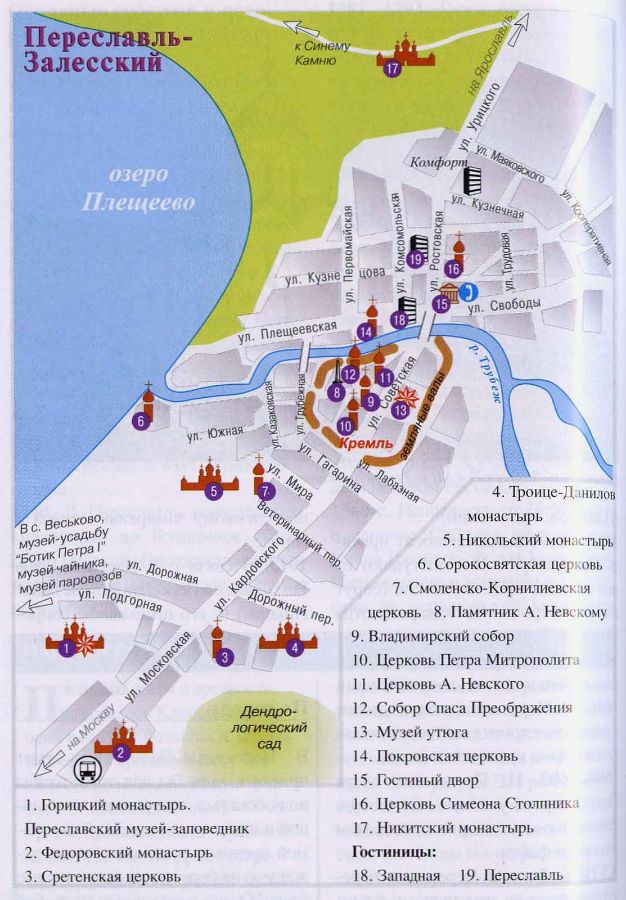 Переславль-
Залесский
к Синему
Камню
17
на Ярославль
озеро
Плещеево
ул. Урицкого
Комфорт
ул. Маяковского
ул. Кузнечная
ул. Кооперативная
ул. Первомайская
ул. Комсомольская
ул. Ростовская
ул. Трудовая
19
16
ул. Кузнецова
15
ул. Свободы
ул. Плещеевская
14
18
р. Трубеж
12
11
8
9
13
10
ул. Советская
земляные валы
Кремль
6
ул. Южная
ул. Казаковская
ул. Трубежная
ул. Гагарина
ул. Лабазная
5
7
ул. Мира
Ветеринарный пер.
В с. Веськово,
музей-усадьбу
"Ботик Петра I"
музей чайника,
музей паровозов
ул. Дорожная
ул. Подгорная
ул. Кардовского
Дорожный пер.
1
3
4
ул. Московская
на Москву
2
Дендро-
логический
сад
4. Троице-Данилов
монастырь
5. Никольский монастырь
6. Сорокосвятская церковь
7. Смоленско-Корнилиевская
церковь 8. Памятник А. Невскому
9. Владимирский собор
10. Церковь Петра Митрополита
11. Церковь А. Невского
12. Собор Спаса Преображения
13. Музей утюга
14. Покровская церковь
15. Гостиный двор
16. Церковь Симеона Столпника
17. Никитский монастырь
Гостиницы:
18. Западная 19. Переславль
1. Горицкий монастырь.
Переславский музей-заповедник
2. Федоровский монастырь
3. Сретенская церковь